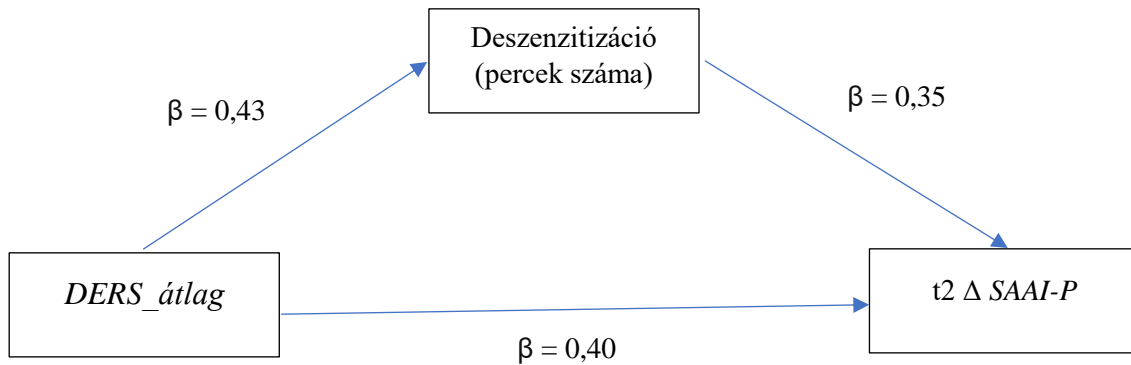 Deszenzitizáció
(percek száma)
β = 0,43
β = 0,35
DERS_átlag
t2 Δ SAAI-P
β = 0,40